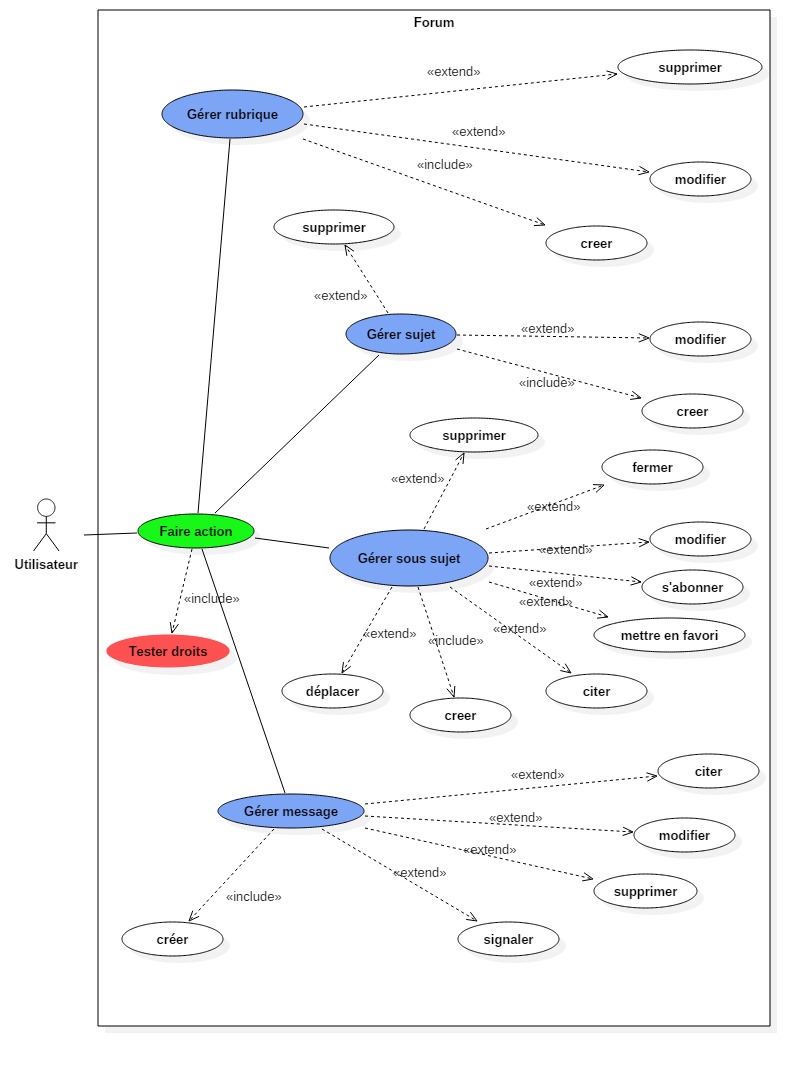 Forum
«extend»
supprimer
Gérer rubrique
«extend»
«include»
modifier
supprimer
creer
«extend»
Gérer sujet
«extend»
modifier
«include»
creer
supprimer
fermer
«extend»
«extend»
Utilisateur
Faire action
Gérer sous sujet
modifier
«extend»
«extend»
s'abonner
«include»
«extend»
mettre en favori
«extend»
«include»
«extend»
Tester droits
déplacer
creer
citer
«extend»
citer
Gérer message
«extend»
modifier
«extend»
«extend»
supprimer
«include»
créer
signaler